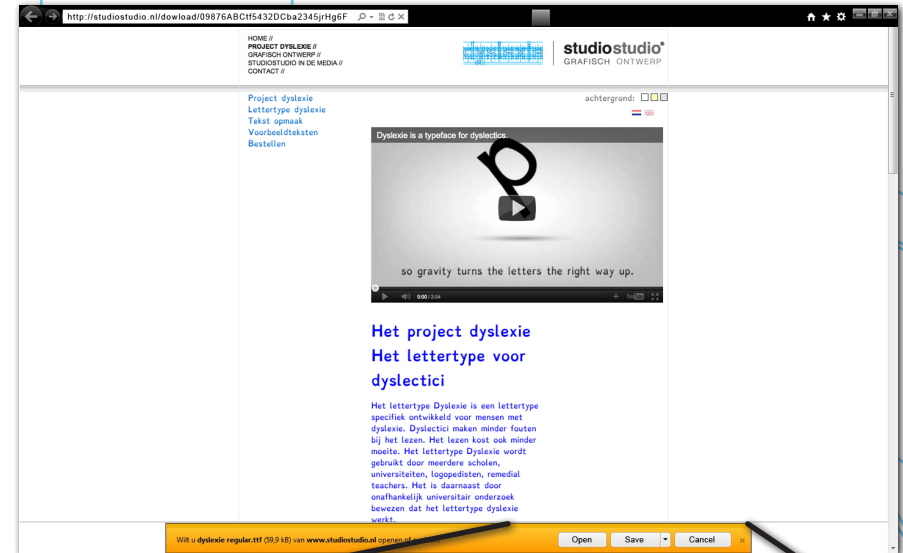 http://studiostudio.nl/dowload/09876ABCtf5432DCba2345jrHg6F
HOME //
PROJECT DYSLEXIE //
GRAFISCH ONTWERP //
STUDIOSTUDIO IN DE MEDIA //
CONTACT //
dyslexie
studiostudio
GRAFISCH ONTWERP
Project dyslexie
Lettertype dyslexie
Tekst opmaak
Voorbeeldteksten
Bestellen
achtergrond:
Dyslexie is a typeface for dyslectics.
p
so gravity turns the letters the right way up.
0:00 / 2:04
YouTube
Het project dyslexie
Het lettertype voor
dyslectici
Het lettertype Dyslexie is een lettertype
specifiek ontwikkeld voor mensen met
dyslexie. Dyslectici maken minder fouten
bij het lezen. Het lezen kost ook minder
moeite. Het lettertype Dyslexie wordt
gebruikt door meerdere scholen,
universiteiten, logopedisten, remedial
teachers. Het is daarnaast door
onafhankelijk universitair onderzoek
bewezen dat het lettertype dyslexie
werkt.
Wilt u dyslexie regular.ttf (59,9 kB) van www.studiostudio.nl openen of
Open
Save
Cancel